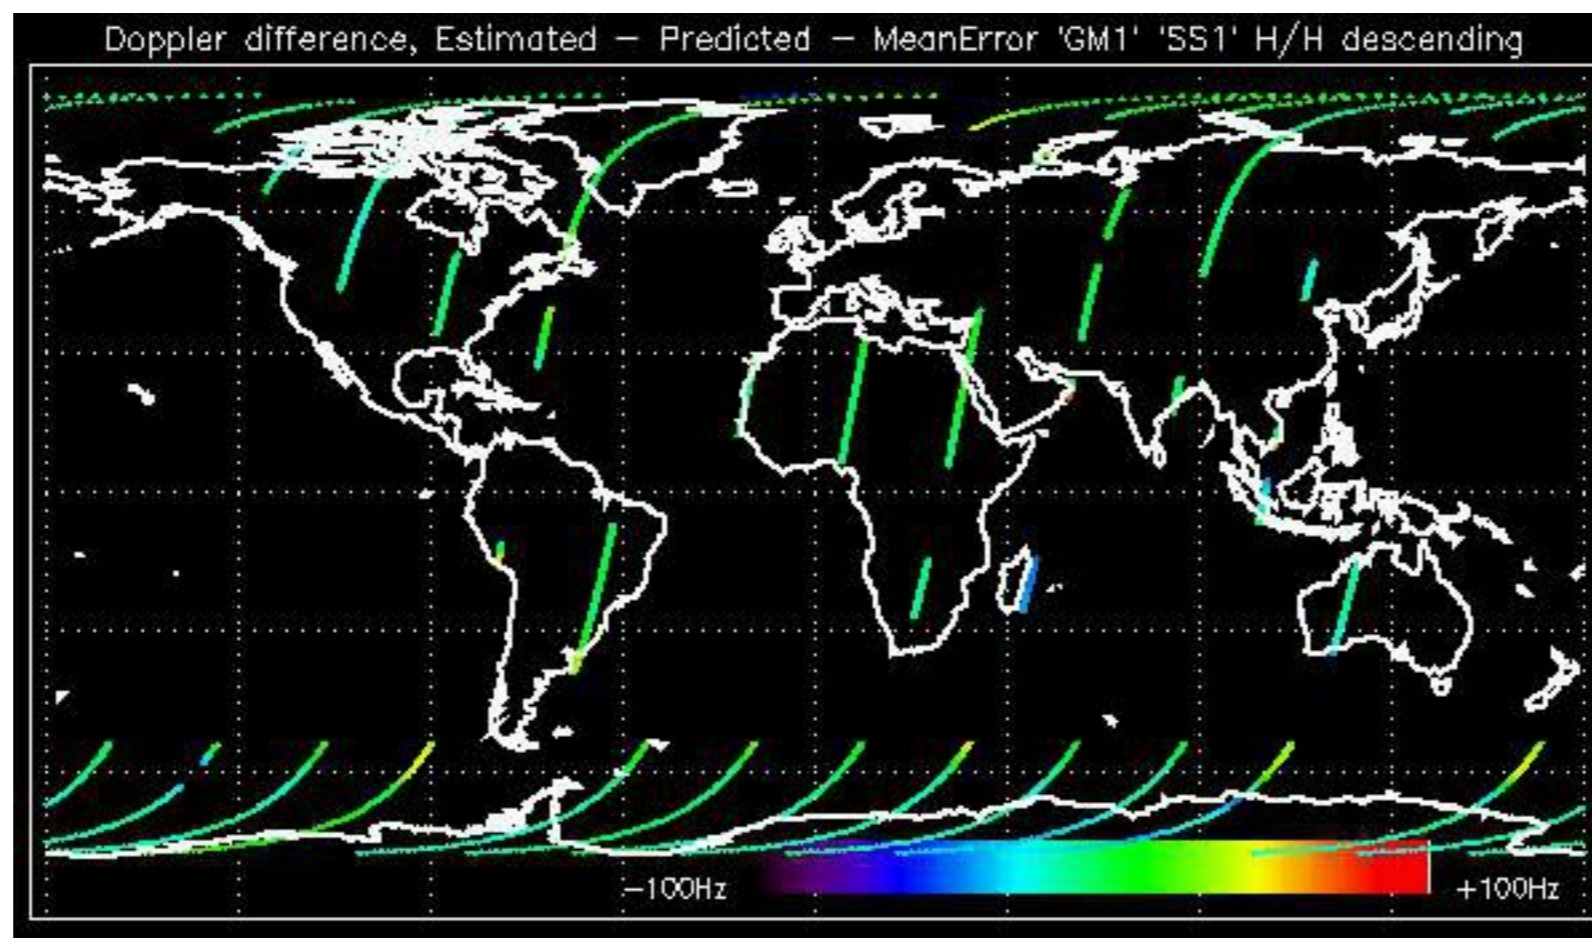 Doppler difference, Estimated – Predicted – MeanError 'GM1' 'SS1' H/H descending
–100Hz
+100Hz